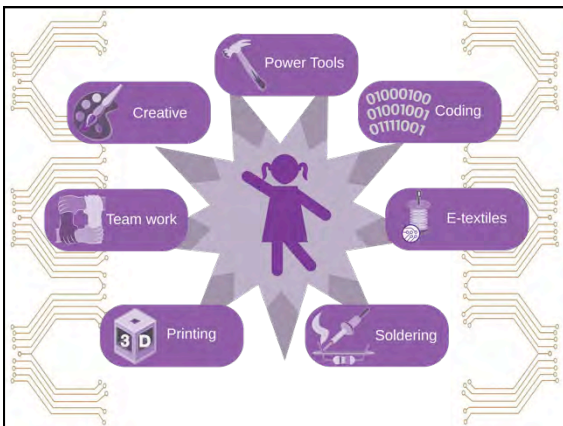 Power Tools
Creative
01000100
01001001
01111001
Coding
Team work
E-textiles
3D
Printing
Soldering